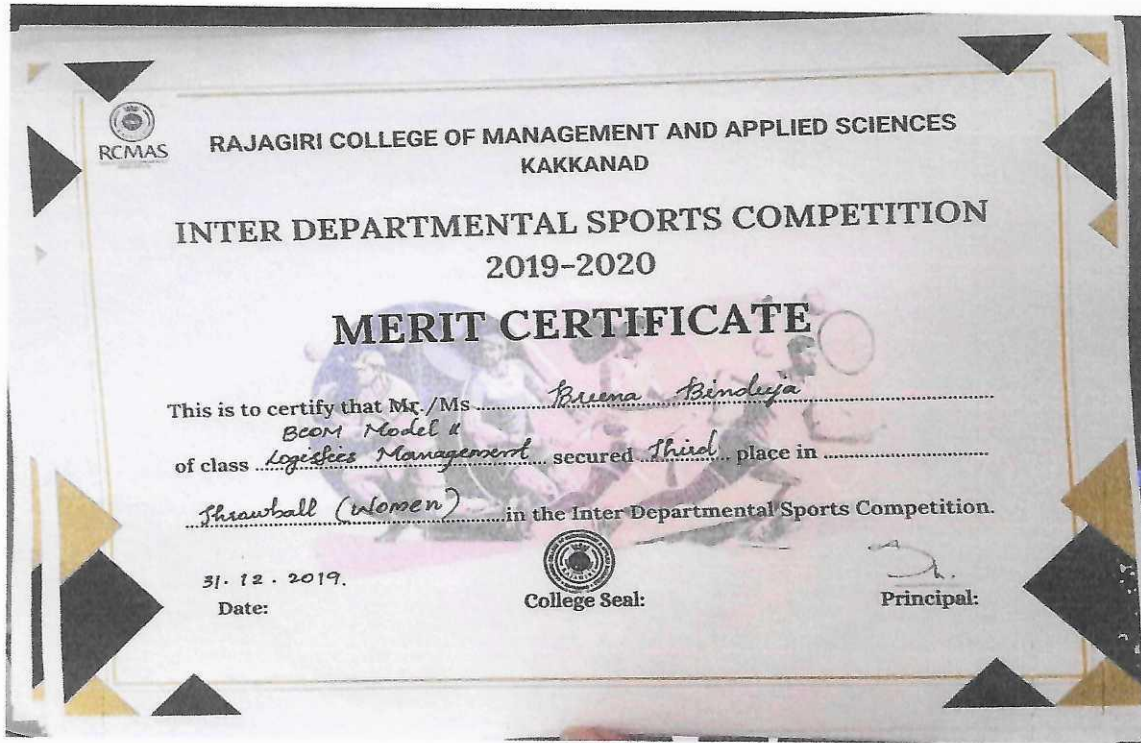 RCMAS
RAJAGIRI COLLEGE OF MANAGEMENT AND APPLIED SCIENCES
KAKKANAD
INTER DEPARTMENTAL SPORTS COMPETITION
2019-2020
MERIT CERTIFICATE
This is to certify that Mr./Ms Breena Binduja
BCOM Model II
of class Logistics Management secured Third place in
Throwball (Women) in the Inter Departmental Sports Competition.
31.12.2019.
Date: College Seal: Principal: